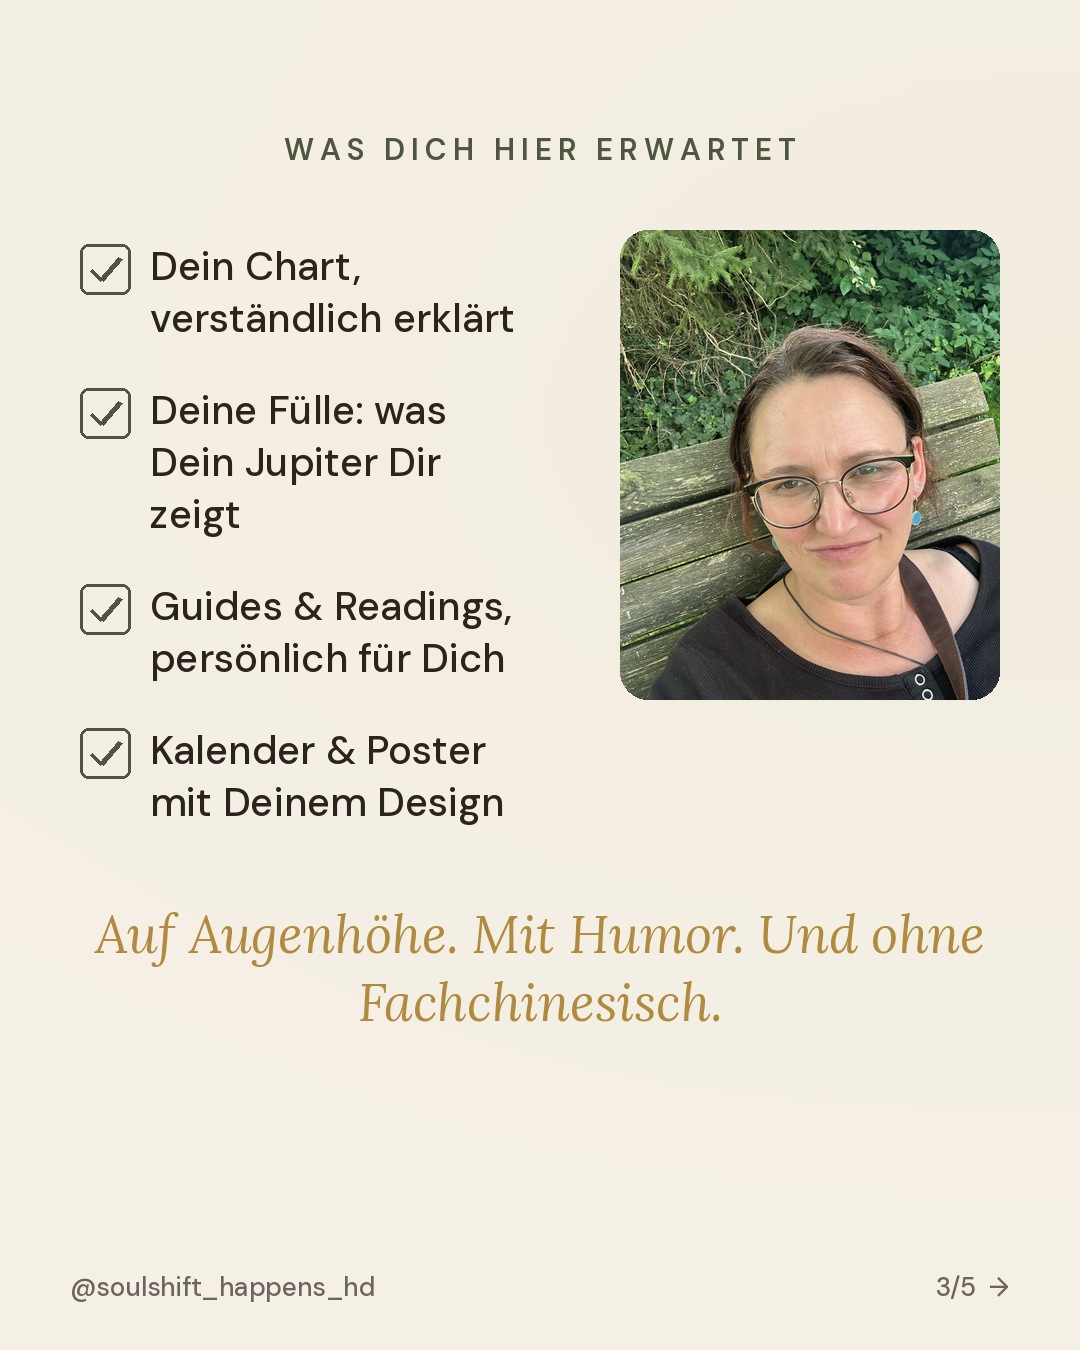 WAS DICH HIER ERWARTET
Dein Chart,
verständlich erklärt
Deine Fülle: was
Dein Jupiter Dir
zeigt
Guides & Readings,
persönlich für Dich
Kalender & Poster
mit Deinem Design
Auf Augenhöhe. Mit Humor. Und ohne
Fachchinesisch.
@soulshift_happens_hd
3/5 →